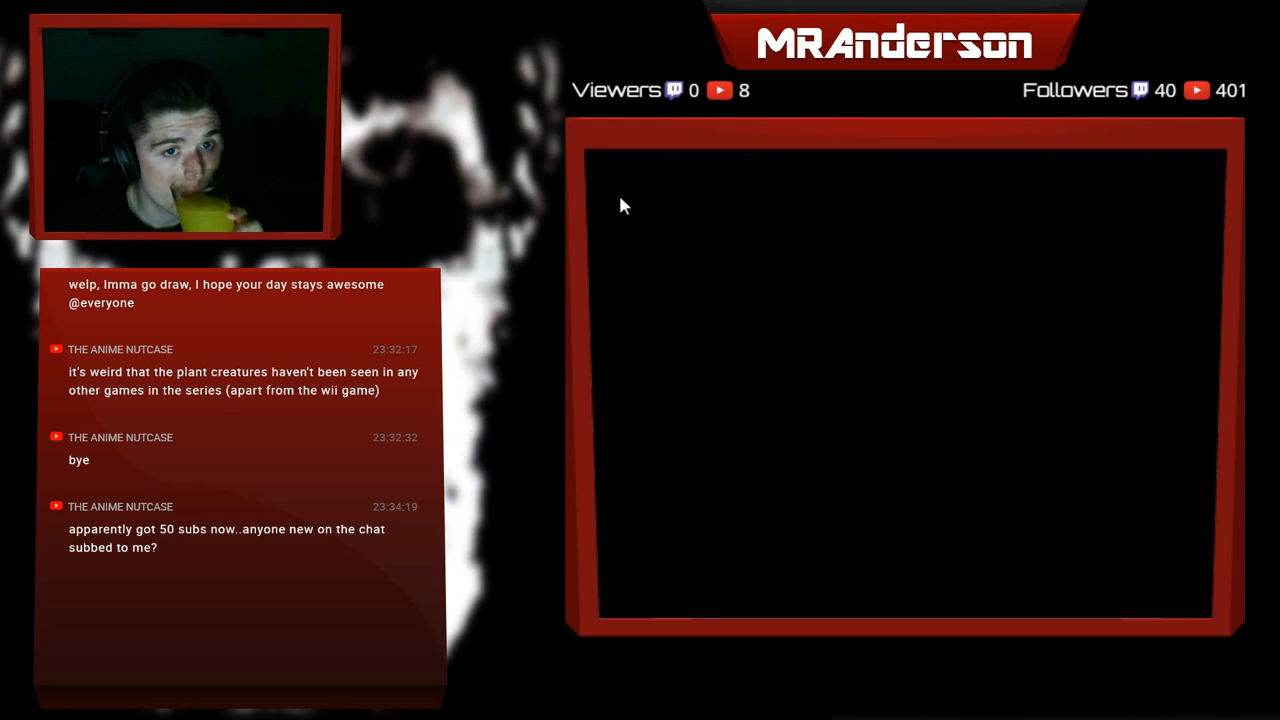 MRAnderson
Viewers 0 8
Followers 40 401
welp, Imma go draw, I hope your day stays awesome
@everyone
THE ANIME NUTCASE 23:32:17
it's weird that the plant creatures haven't been seen in any
other games in the series (apart from the wii game)
THE ANIME NUTCASE 23:32:32
bye
THE ANIME NUTCASE 23:34:19
apparently got 50 subs now..anyone new on the chat
subbed to me?